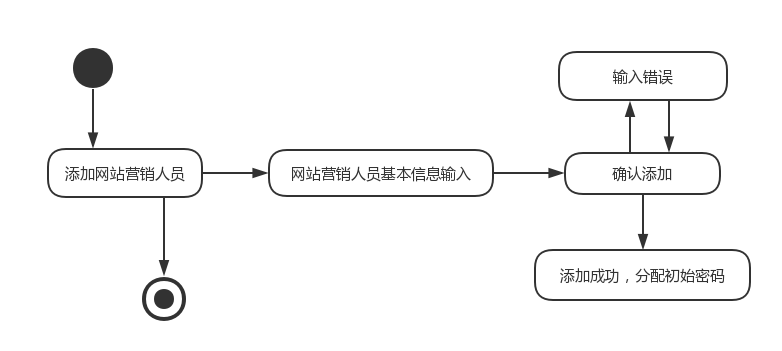 输入错误
添加网站营销人员
网站营销人员基本信息输入
确认添加
添加成功，分配初始密码